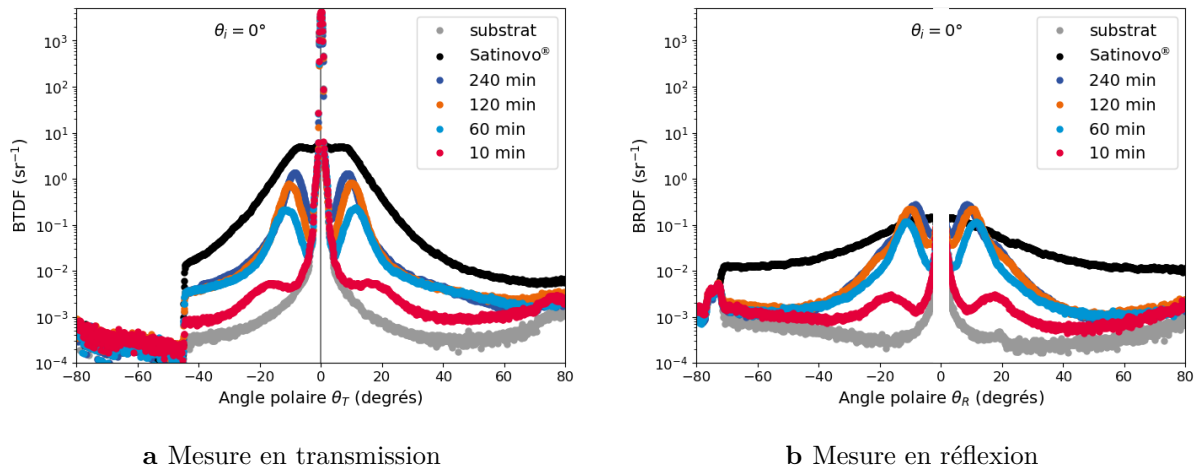 θ_i = 0°
substrat
Satinovo®
240 min
120 min
60 min
10 min
BTDF (sr⁻¹)
10³
10²
10¹
10⁰
10⁻¹
10⁻²
10⁻³
10⁻⁴
−80 −60 −40 −20 0 20 40 60 80
Angle polaire θ_T (degrés)
a Mesure en transmission
θ_i = 0°
substrat
Satinovo®
240 min
120 min
60 min
10 min
BRDF (sr⁻¹)
10³
10²
10¹
10⁰
10⁻¹
10⁻²
10⁻³
10⁻⁴
−80 −60 −40 −20 0 20 40 60 80
Angle polaire θ_R (degrés)
b Mesure en réflexion